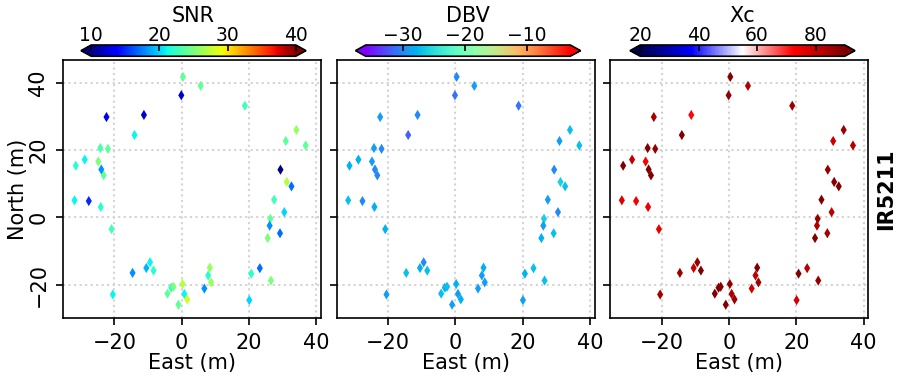 SNR DBV Xc
10 20 30 40 −30 −20 −10 20 40 60 80
40
20
0
−20
North (m)
IR5211
−20 0 20 40 −20 0 20 40 −20 0 20 40
East (m) East (m) East (m)